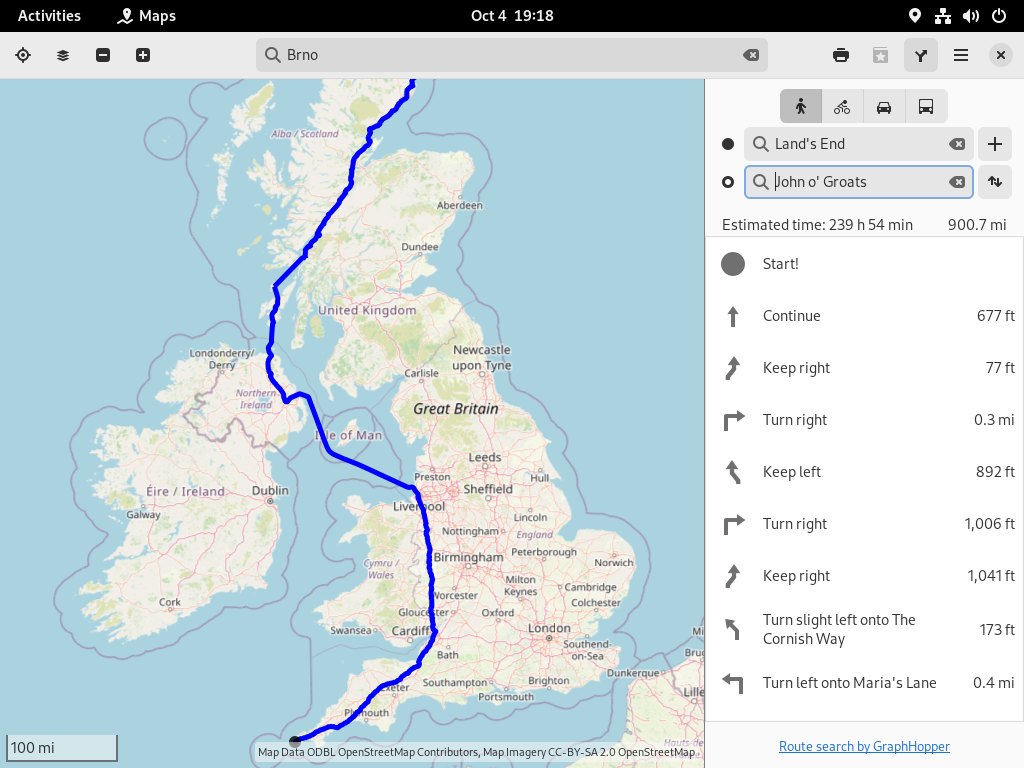 Activities
Maps
Oct 4 19:18
Brno
Land's End
John o' Groats
Estimated time: 239 h 54 min
900.7 mi
Start!
Continue
677 ft
Keep right
77 ft
Turn right
0.3 mi
Keep left
892 ft
Turn right
1,006 ft
Keep right
1,041 ft
Turn slight left onto The
Cornish Way
173 ft
Turn left onto Maria's Lane
0.4 mi
Route search by GraphHopper
Alba / Scotland
Aberdeen
Dundee
United Kingdom
Londonderry/
Derry
Newcastle
upon Tyne
Carlisle
Northern
Ireland
Great Britain
Isle of Man
Leeds
Preston
Hull
Éire / Ireland
Dublin
Sheffield
Liverpool
Galway
Lincoln
Nottingham
England
Peterborough
Birmingham
Norwich
Cymru /
Wales
Milton
Keynes
Cambridge
Worcester
Colchester
Cork
Gloucester
Oxford
Swansea
Cardiff
London
Southend-
on-Sea
Bath
Dunkerque
Southampton
Brighton
Exeter
Portsmouth
Lille
Plymouth
Hauts-de-
100 mi
Map Data ODBL OpenStreetMap Contributors, Map Imagery CC-BY-SA 2.0 OpenStreetMap